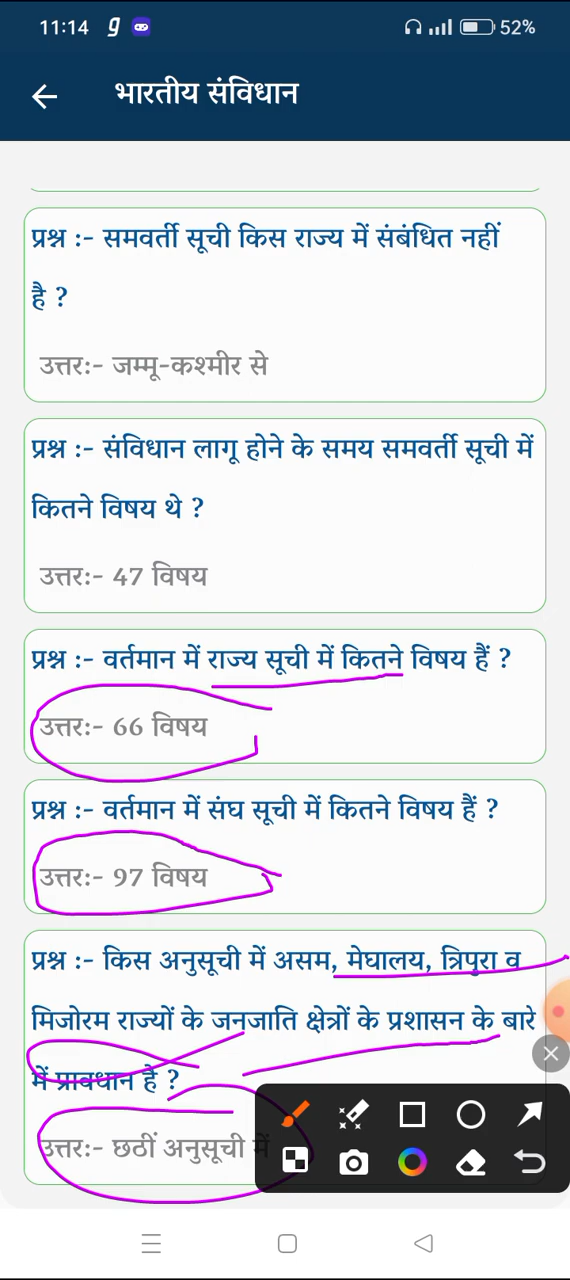 11:14 g 52%
भारतीय संविधान
प्रश्न :- समवर्ती सूची किस राज्य में संबंधित नहीं
है ?
उत्तर:- जम्मू-कश्मीर से
प्रश्न :- संविधान लागू होने के समय समवर्ती सूची में
कितने विषय थे ?
उत्तर:- 47 विषय
प्रश्न :- वर्तमान में राज्य सूची में कितने विषय हैं ?
उत्तर:- 66 विषय
प्रश्न :- वर्तमान में संघ सूची में कितने विषय हैं ?
उत्तर:- 97 विषय
प्रश्न :- किस अनुसूची में असम, मेघालय, त्रिपुरा व
मिजोरम राज्यों के जनजाति क्षेत्रों के प्रशासन के बारे
में प्रावधान है ?
उत्तर:- छठीं अनुसूची में